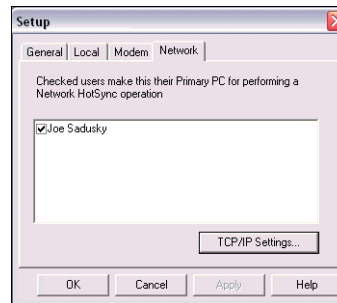 Setup
General Local Modem Network
Checked users make this their Primary PC for performing a
Network HotSync operation
Joe Sadusky
TCP/IP Settings...
OK Cancel Apply Help